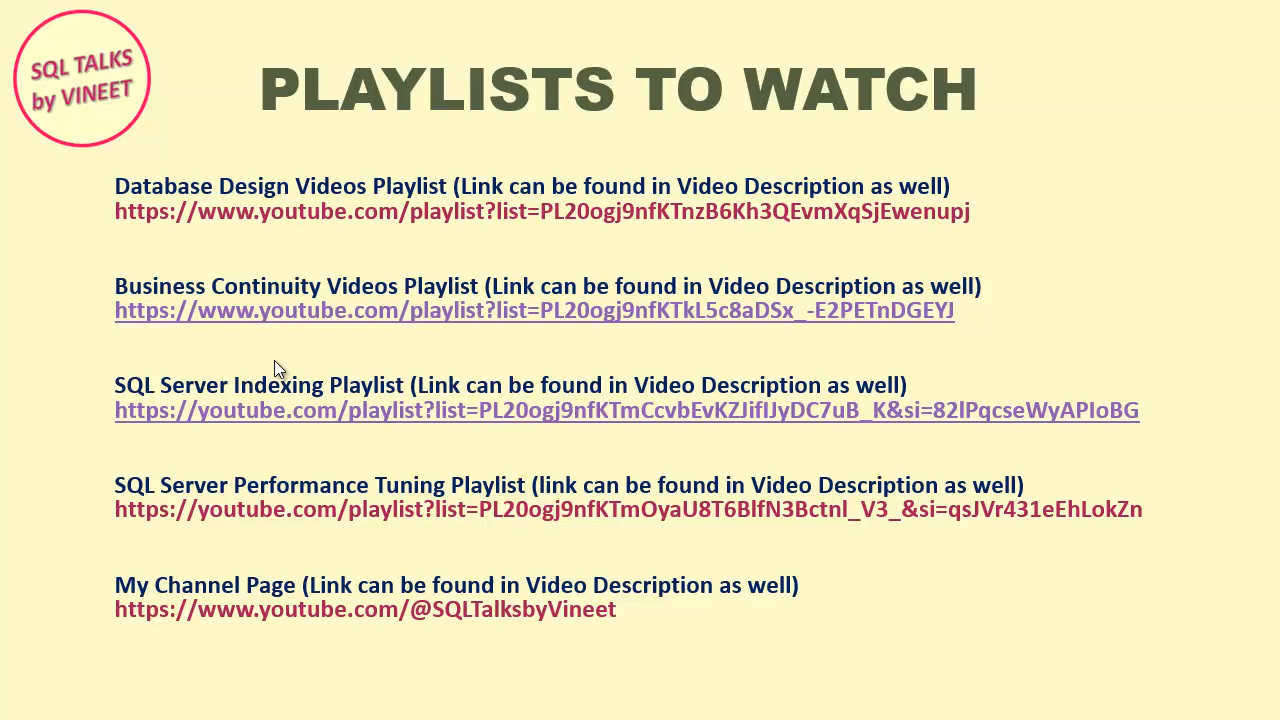 SQL TALKS
by VINEET
PLAYLISTS TO WATCH
Database Design Videos Playlist (Link can be found in Video Description as well)
https://www.youtube.com/playlist?list=PL20ogj9nfKTnzB6Kh3QEvmXqSjEwenupj
Business Continuity Videos Playlist (Link can be found in Video Description as well)
https://www.youtube.com/playlist?list=PL20ogj9nfKTkL5c8aDSx_-E2PETnDGEYJ
SQL Server Indexing Playlist (Link can be found in Video Description as well)
https://youtube.com/playlist?list=PL20ogj9nfKTmCcvbEvKZJifIJyDC7uB_K&si=82lPqcseWyAPIoBG
SQL Server Performance Tuning Playlist (link can be found in Video Description as well)
https://youtube.com/playlist?list=PL20ogj9nfKTmOyaU8T6BlfN3Bctnl_V3_&si=qsJVr431eEhLokZn
My Channel Page (Link can be found in Video Description as well)
https://www.youtube.com/@SQLTalksbyVineet